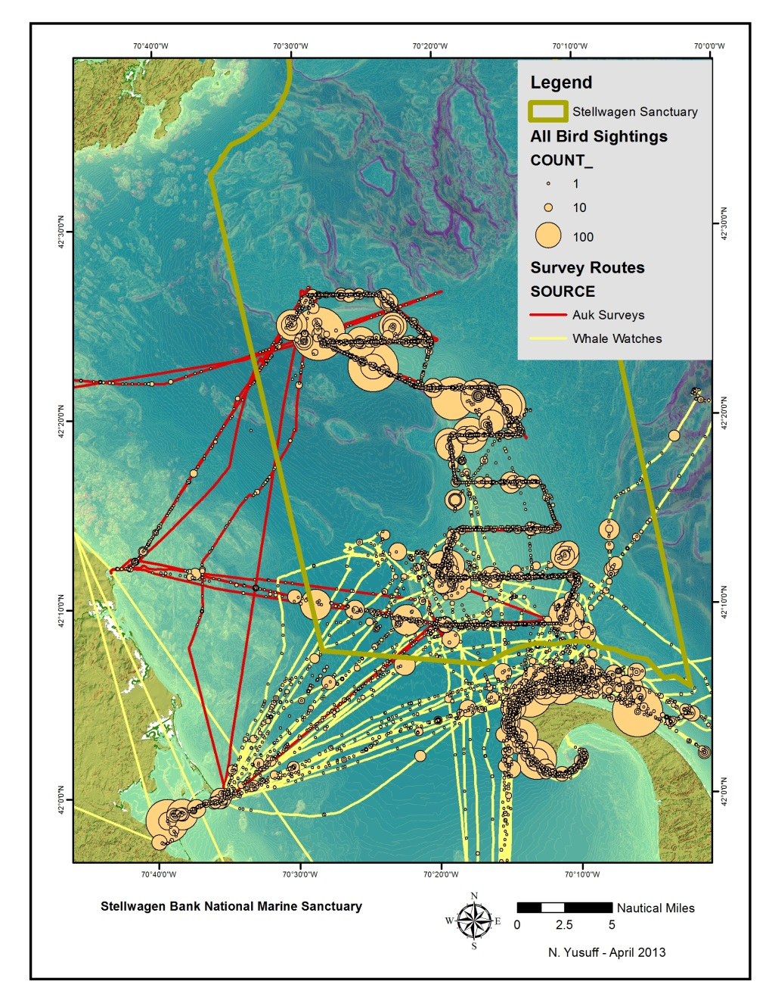 70°40'0"W 70°30'0"W 70°20'0"W 70°10'0"W 70°0'0"W
Legend
Stellwagen Sanctuary
All Bird Sightings
COUNT_
1
10
100
Survey Routes
SOURCE
Auk Surveys
Whale Watches
42°30'0"N
42°30'0"N
42°20'0"N
42°20'0"N
42°10'0"N
42°10'0"N
42°0'0"N
42°0'0"N
70°40'0"W 70°30'0"W 70°20'0"W 70°10'0"W
Stellwagen Bank National Marine Sanctuary
N
W E
S
Nautical Miles
0 2.5 5
N. Yusuff - April 2013